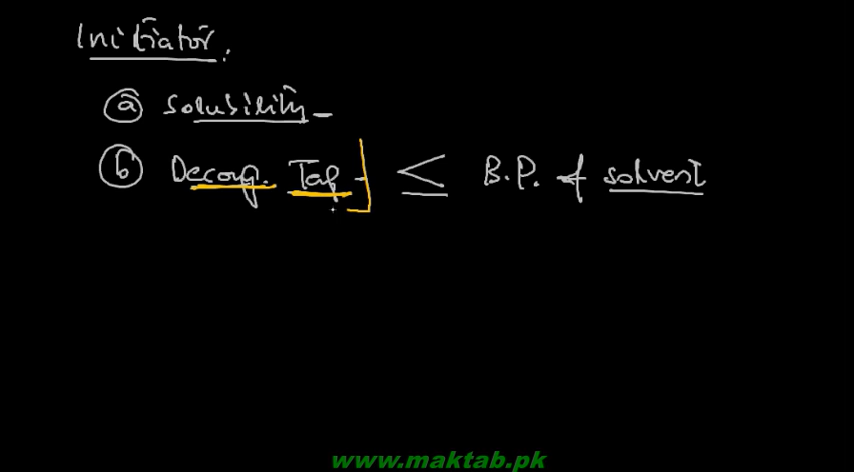 Initiator.
(a) Solubility -
(b) Decomp. Temp - ≤ B.P. of solvent
www.maktab.pk